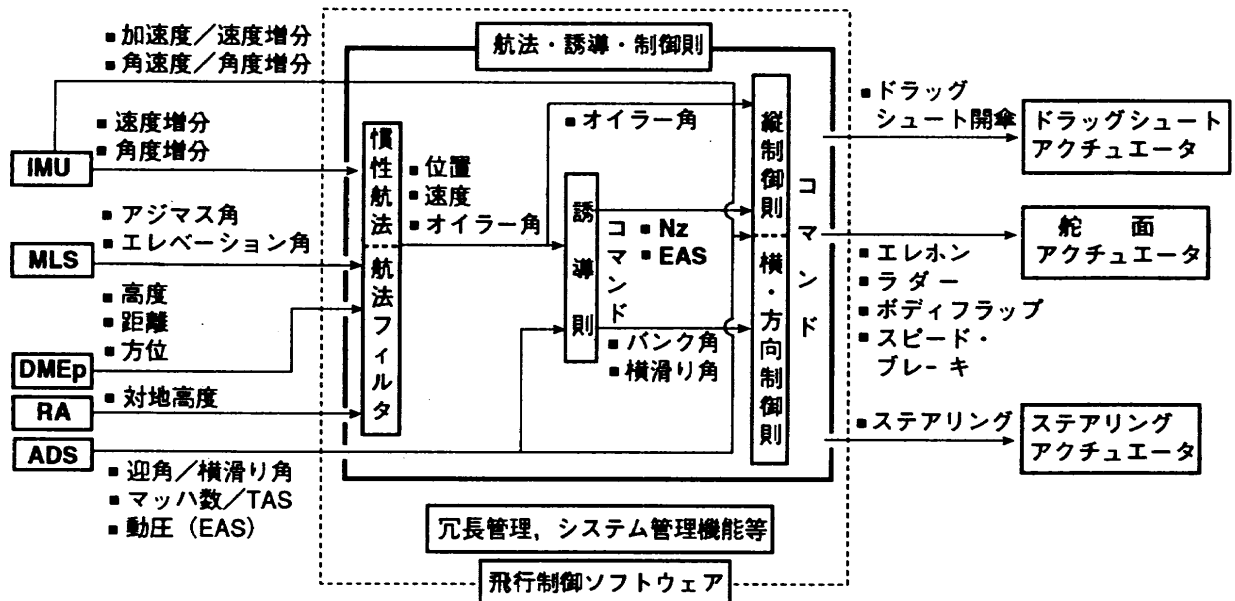 ■ 加速度／速度増分
■ 角速度／角度増分
航法・誘導・制御則
■ 速度増分
■ 角度増分
IMU
■ アジマス角
■ エレベーション角
MLS
■ 高度
■ 距離
■ 方位
DMEp
■ 対地高度
RA
ADS
■ 迎角／横滑り角
■ マッハ数／TAS
■ 動圧（EAS）
慣性航法
航法フィルタ
■ 位置
■ 速度
■ オイラー角
■ オイラー角
誘導則
コマンド
■ Nz
■ EAS
■ バンク角
■ 横滑り角
縦制御則
横・方向制御則
コマンド
■ ドラッグ
シュート開傘
ドラッグシュート
アクチュエータ
舵面
アクチュエータ
■ エレホン
■ ラダー
■ ボディフラップ
■ スピード・
ブレーキ
■ ステアリング
ステアリング
アクチュエータ
冗長管理，システム管理機能等
飛行制御ソフトウェア